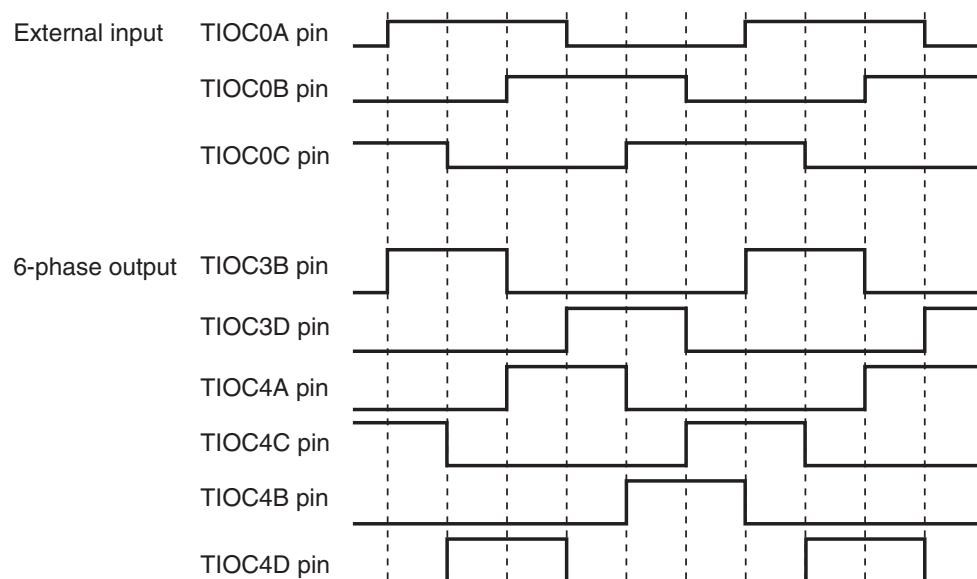 External input TIOC0A pin
TIOC0B pin
TIOC0C pin
6-phase output TIOC3B pin
TIOC3D pin
TIOC4A pin
TIOC4C pin
TIOC4B pin
TIOC4D pin